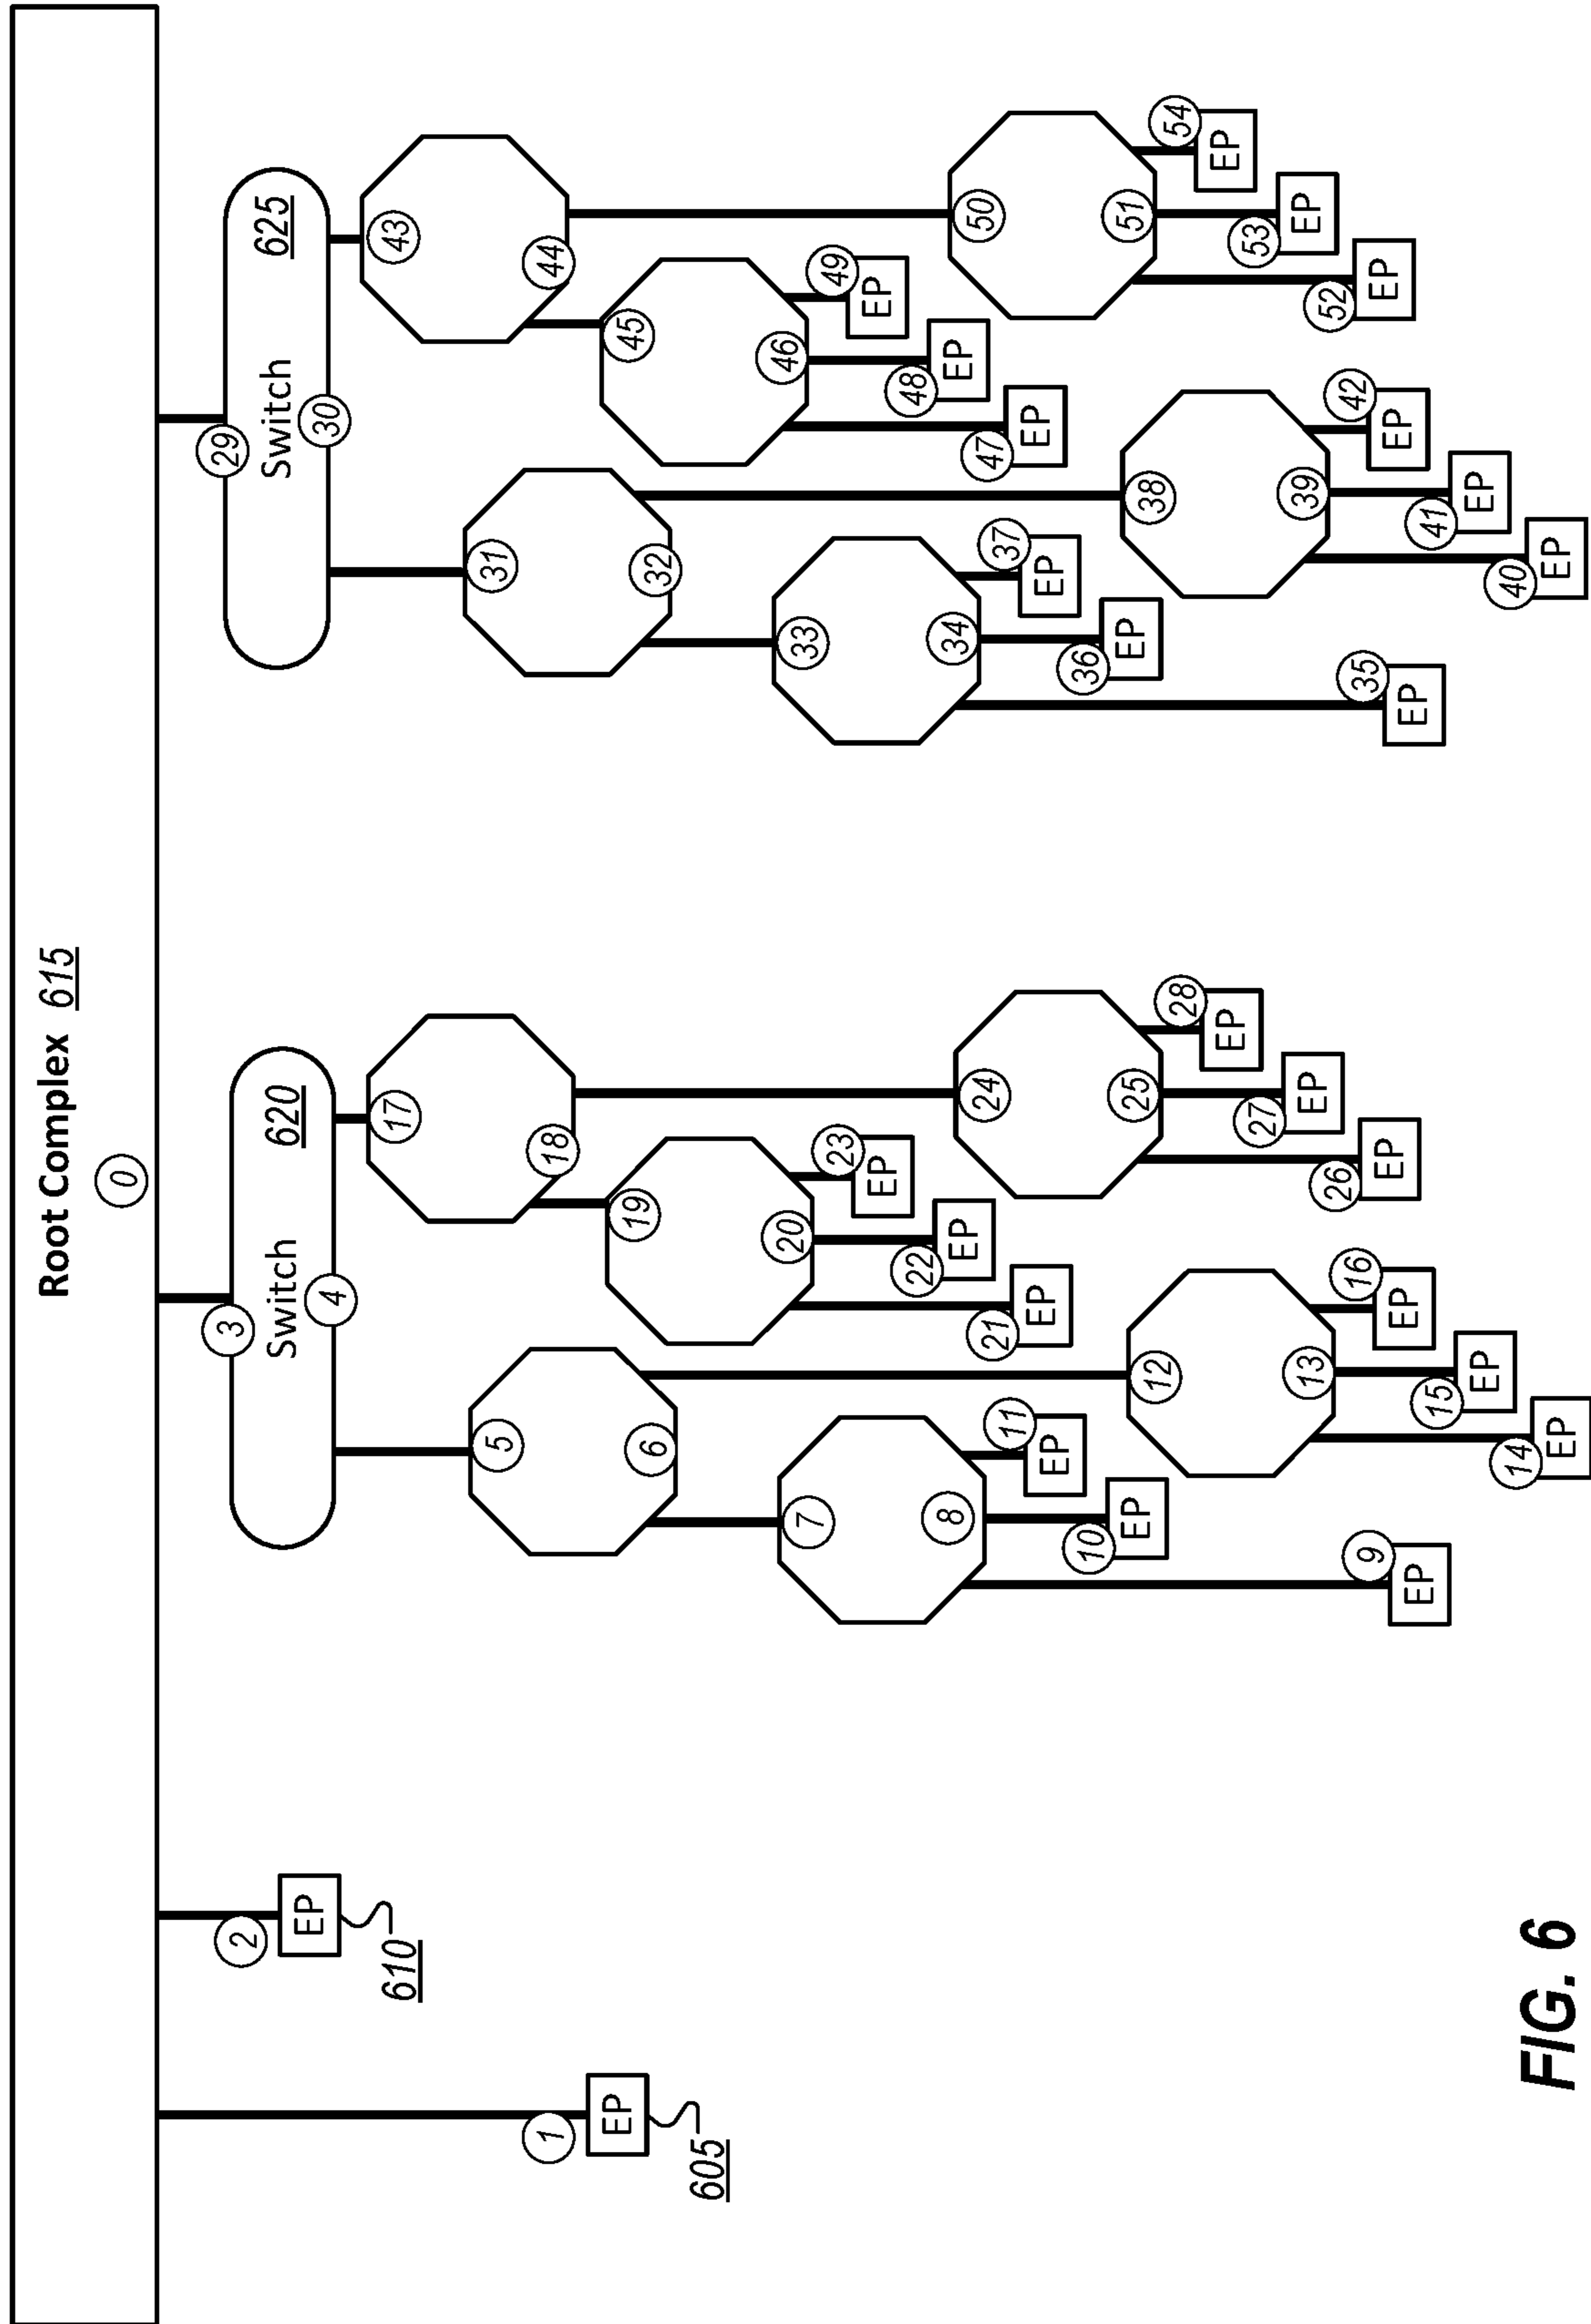 Root Complex 615
0
1
EP
605
2
EP
610
3
Switch
620
4
5
6
7
8
9
EP
10
EP
11
EP
12
13
14
EP
15
EP
16
EP
17
18
19
20
21
EP
22
EP
23
EP
24
25
26
EP
27
EP
28
EP
29
Switch
625
30
31
32
33
34
35
EP
36
EP
37
EP
38
39
40
EP
41
EP
42
EP
43
44
45
46
47
EP
48
EP
49
EP
50
51
52
EP
53
EP
54
EP
FIG. 6